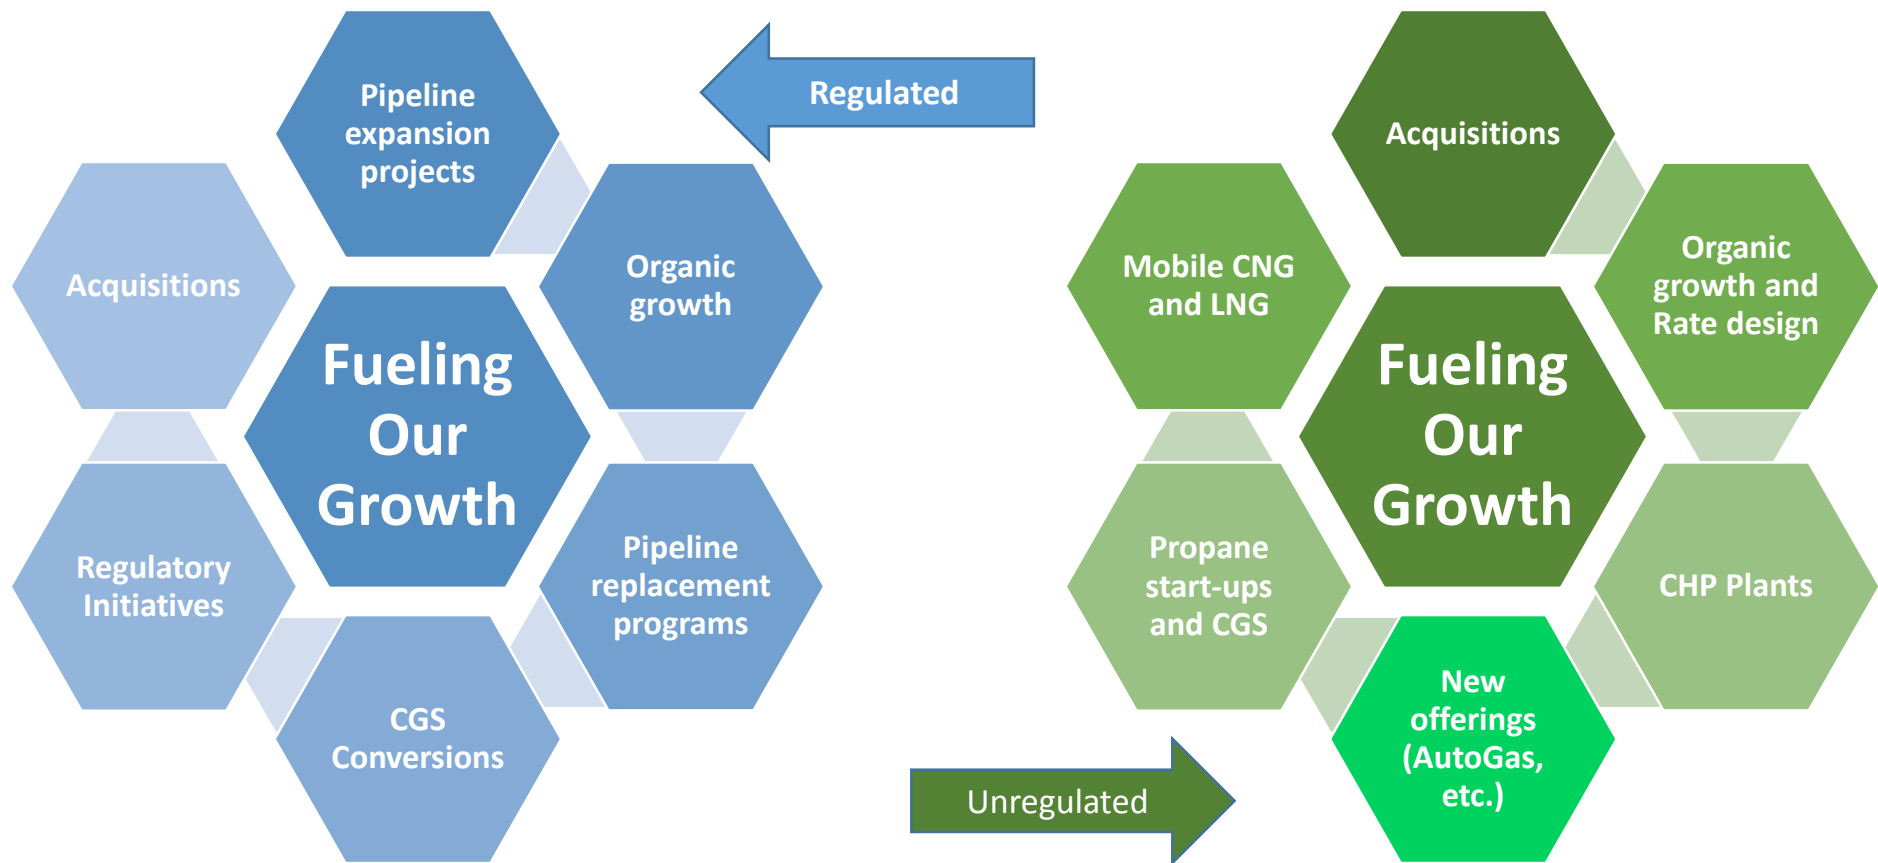 Pipeline
expansion
projects
Regulated
Organic
growth
Pipeline
replacement
programs
CGS
Conversions
Regulatory
Initiatives
Acquisitions
Fueling
Our
Growth
Acquisitions
Organic
growth and
Rate design
CHP Plants
New
offerings
(AutoGas,
etc.)
Propane
start-ups
and CGS
Mobile CNG
and LNG
Fueling
Our
Growth
Unregulated